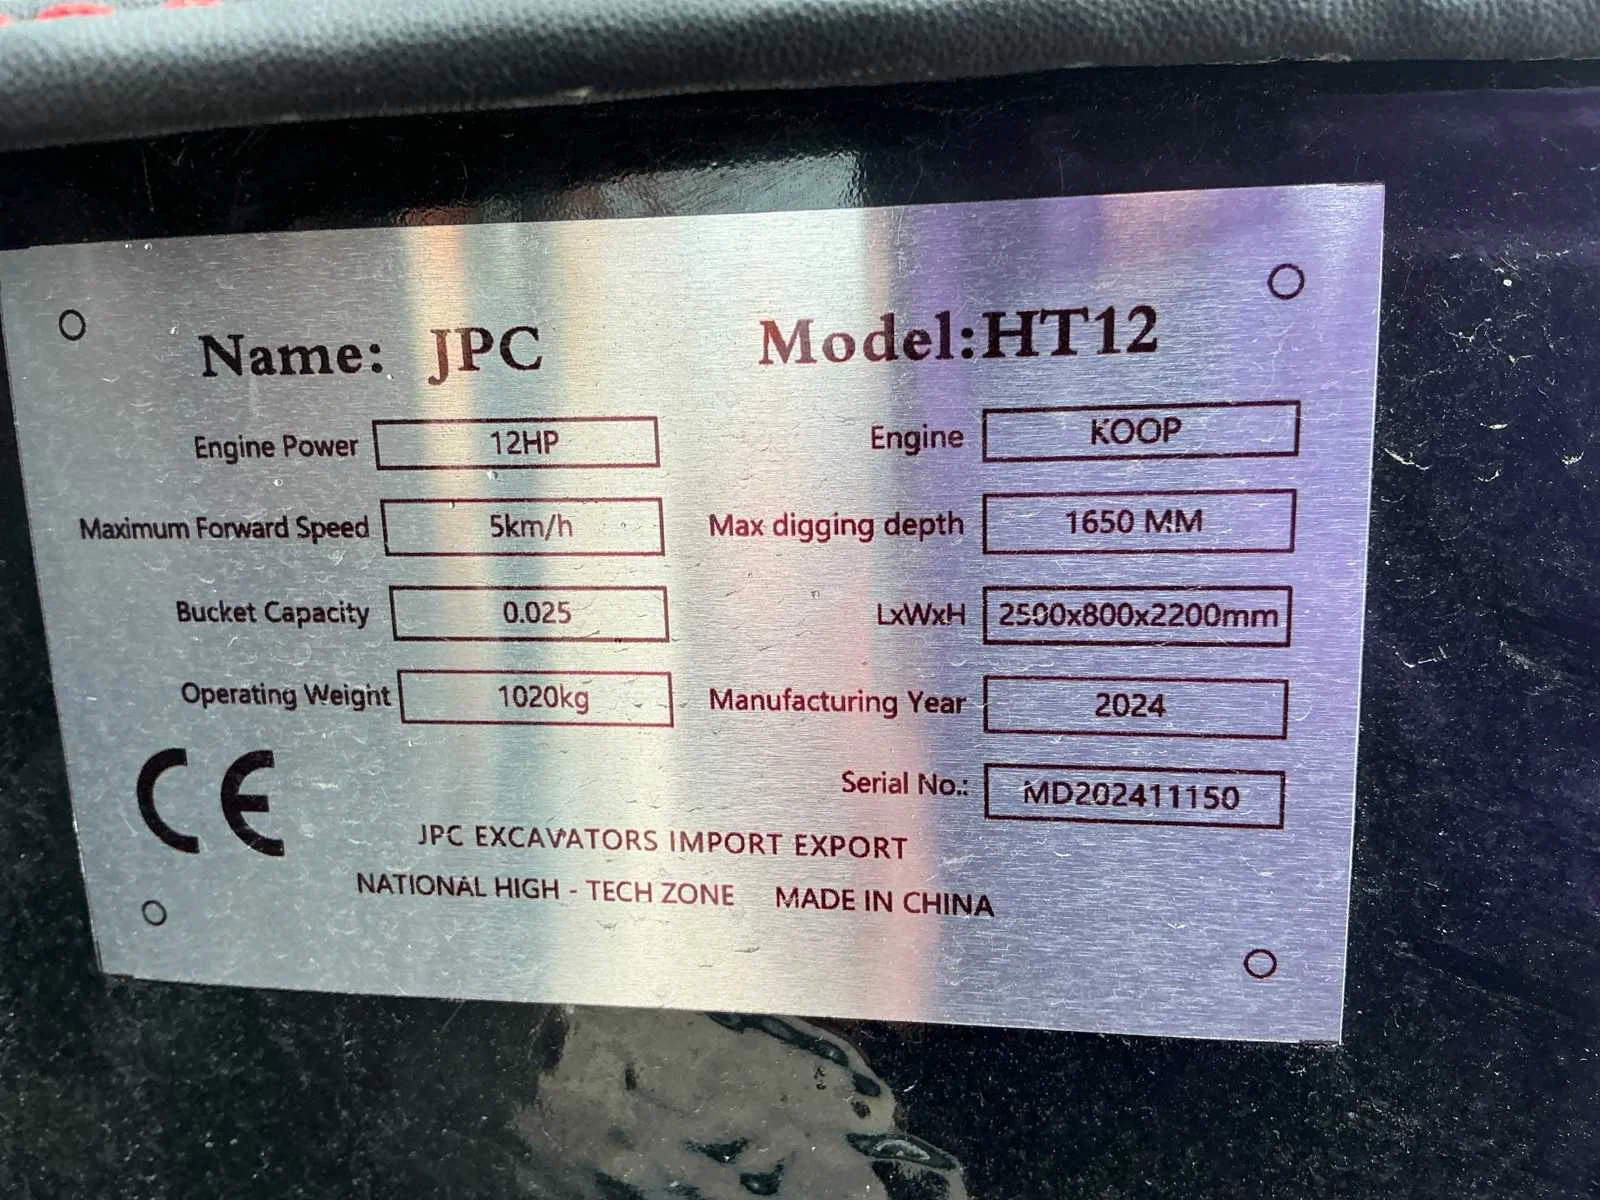 Name: JPC Model:HT12
Engine Power 12HP Engine KOOP
Maximum Forward Speed 5km/h Max digging depth 1650 MM
Bucket Capacity 0.025 LxWxH 2500x800x2200mm
Operating Weight 1020kg Manufacturing Year 2024
Serial No.: MD202411150
CE
JPC EXCAVATORS IMPORT EXPORT
NATIONAL HIGH - TECH ZONE MADE IN CHINA